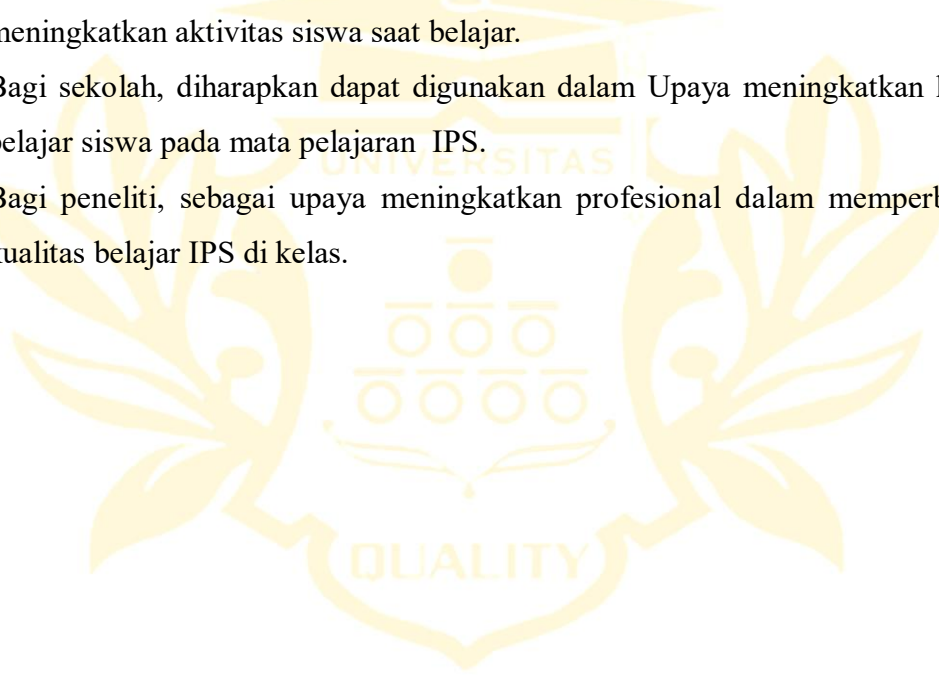 meningkatkan aktivitas siswa saat belajar.
Bagi sekolah, diharapkan dapat digunakan dalam Upaya meningkatkan
belajar siswa pada mata pelajaran IPS.
UNIVERSITAS
Bagi peneliti, sebagai upaya meningkatkan profesional dalam
kualitas belajar IPS di kelas.
QUALITY